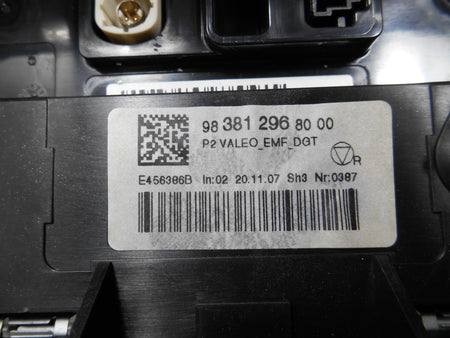 98 381 296 80 00
P2 VALEO_EMF_DGT
R
E456386B In:02 20.11.07 Sh3 Nr:0387